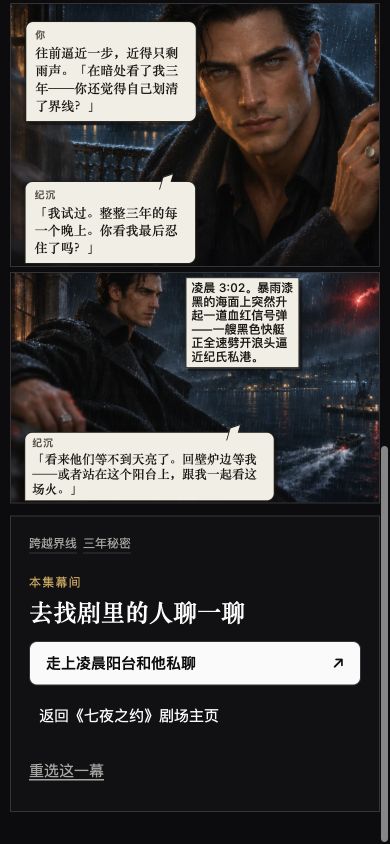 你
往前逼近一步，近得只剩
雨声。「在暗处看了我三
年——你还觉得自己划清
了界线？」
纪沉
「我试过。整整三年的每
一个晚上。你看我最后忍
住了吗？」
凌晨 3:02。暴雨漆
黑的海面上突然升
起一道血红信号弹
——一艘黑色快艇
正全速劈开浪头逼
近纪氏私港。
纪沉
「看来他们等不到天亮了。回壁炉边等我
——或者站在这个阳台上，跟我一起看这
场火。」
跨越界线 三年秘密
本集幕间
去找剧里的人聊一聊
走上凌晨阳台和他私聊
返回《七夜之约》剧场主页
重选这一幕